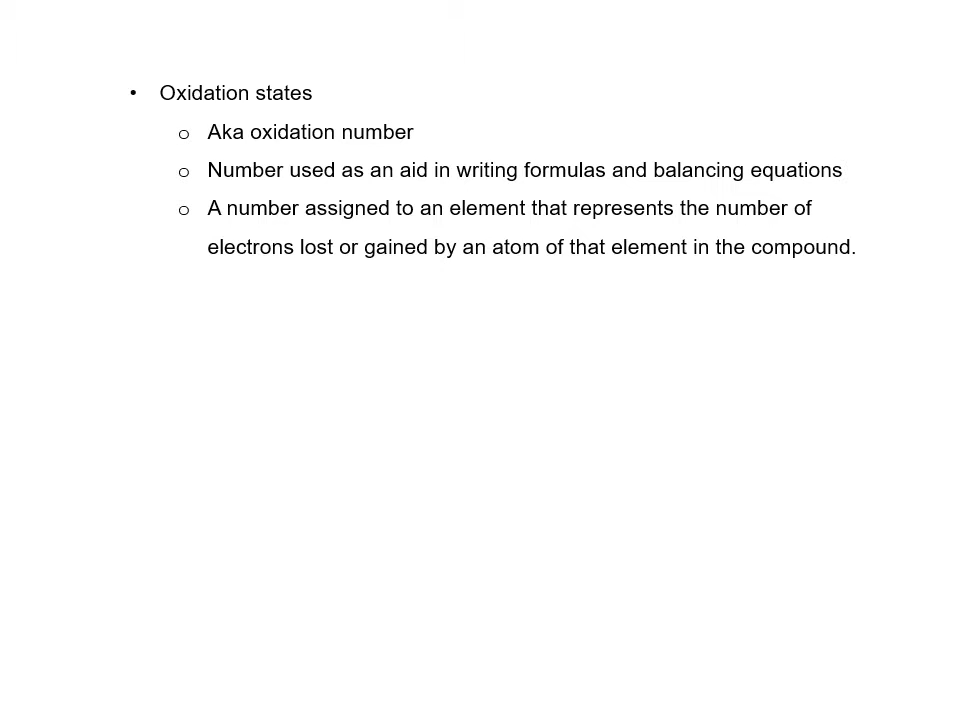 • Oxidation states
o Aka oxidation number
o Number used as an aid in writing formulas and balancing equations
o A number assigned to an element that represents the number of
electrons lost or gained by an atom of that element in the compound.